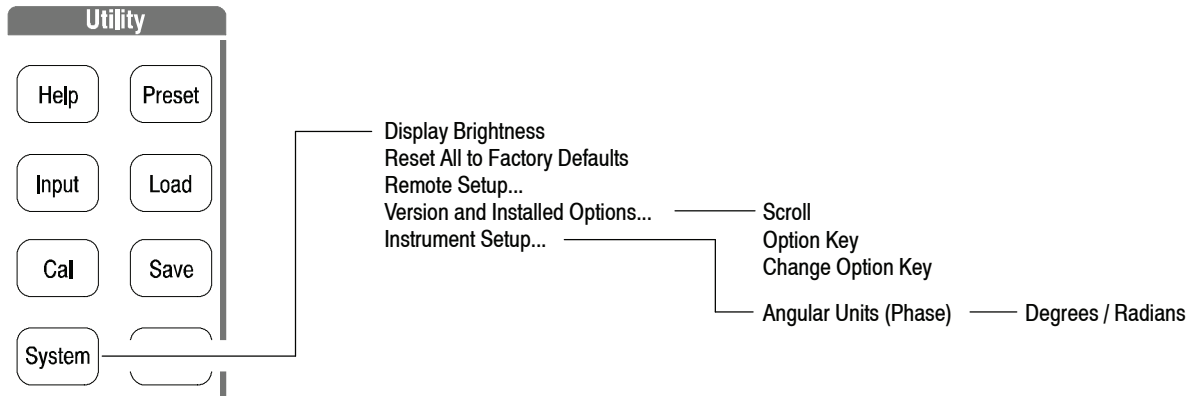 Utility
Help
Preset
Input
Load
Cal
Save
System
Display Brightness
Reset All to Factory Defaults
Remote Setup...
Version and Installed Options...
Instrument Setup...
Scroll
Option Key
Change Option Key
Angular Units (Phase)
Degrees / Radians